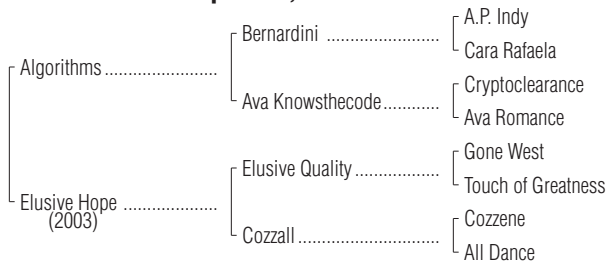 A.P. Indy
Bernardini ........................
Cara Rafaela
Algorithms ........................
Cryptoclearance
Ava Knowsthecode ............
Ava Romance
Gone West
Elusive Quality ..................
Touch of Greatness
Elusive Hope ....................
(2003)
Cozzene
Cozzall ..............................
All Dance